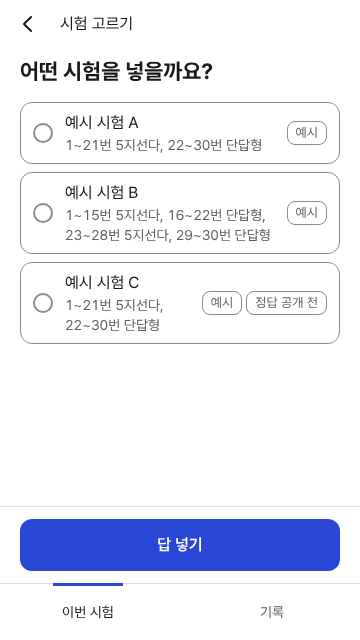 시험 고르기
어떤 시험을 넣을까요?
예시 시험 A
1~21번 5지선다, 22~30번 단답형
예시
예시 시험 B
1~15번 5지선다, 16~22번 단답형,
23~28번 5지선다, 29~30번 단답형
예시
예시 시험 C
1~21번 5지선다,
22~30번 단답형
예시
정답 공개 전
답 넣기
이번 시험
기록